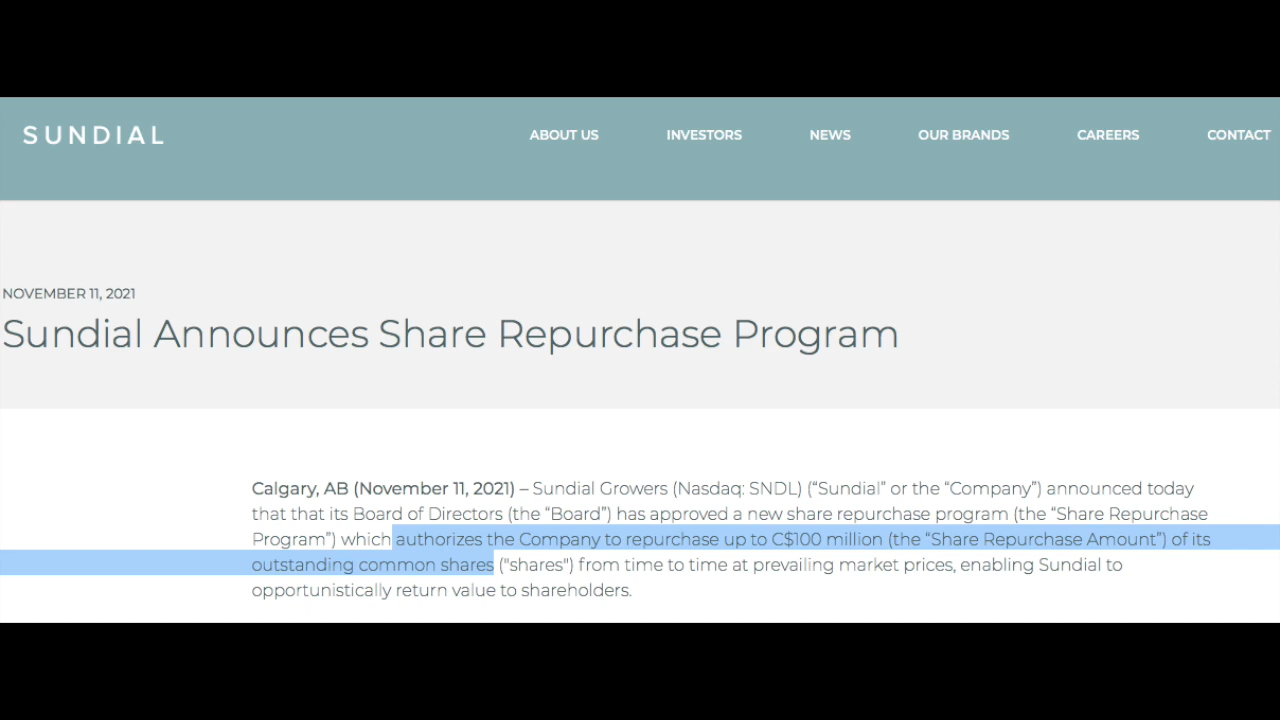 SUNDIAL
ABOUT US INVESTORS NEWS OUR BRANDS CAREERS CONTACT
NOVEMBER 11, 2021
Sundial Announces Share Repurchase Program
Calgary, AB (November 11, 2021) – Sundial Growers (Nasdaq: SNDL) (“Sundial” or the “Company”) announced today
that that its Board of Directors (the “Board”) has approved a new share repurchase program (the “Share Repurchase
Program”) which authorizes the Company to repurchase up to C$100 million (the “Share Repurchase Amount”) of its
outstanding common shares ("shares") from time to time at prevailing market prices, enabling Sundial to
opportunistically return value to shareholders.